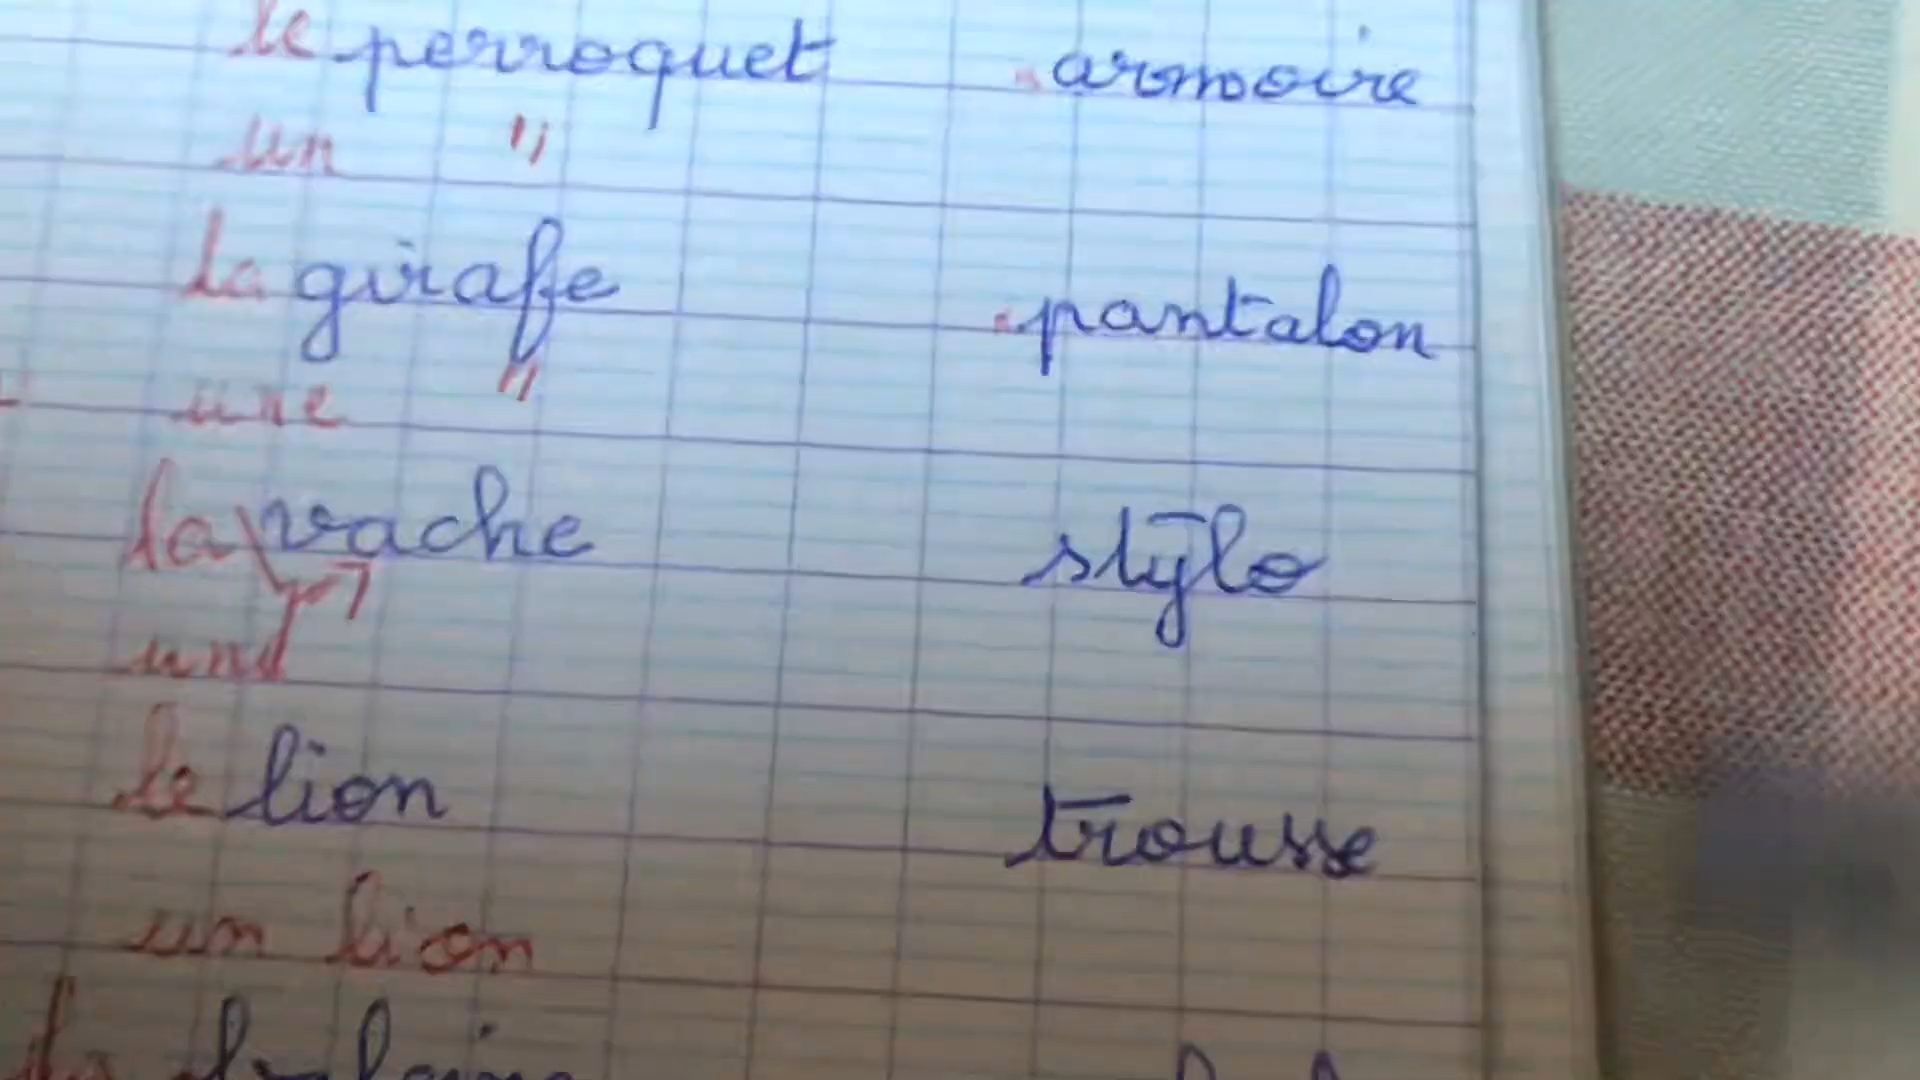 le perroquet armoire
un "
la girafe pantalon
une "
la vache stylo
une
le lion trousse
un lion